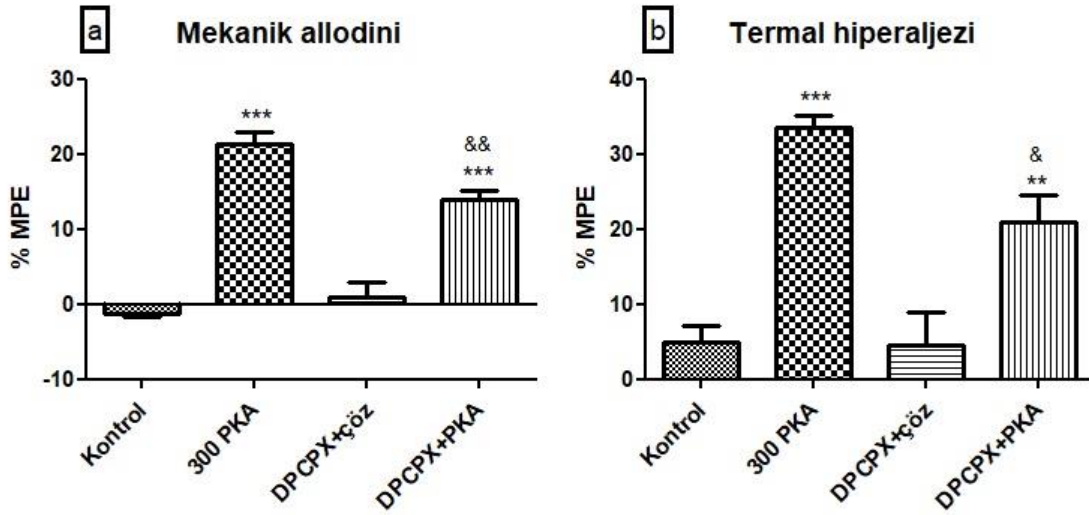 a Mekanik allodini
% MPE
30
20
10
0
-10
***
&&
***
Kontrol
300 PKA
DPCPX+çöz
DPCPX+PKA
b Termal hiperaljezi
% MPE
40
30
20
10
0
***
&
**
Kontrol
300 PKA
DPCPX+çöz
DPCPX+PKA